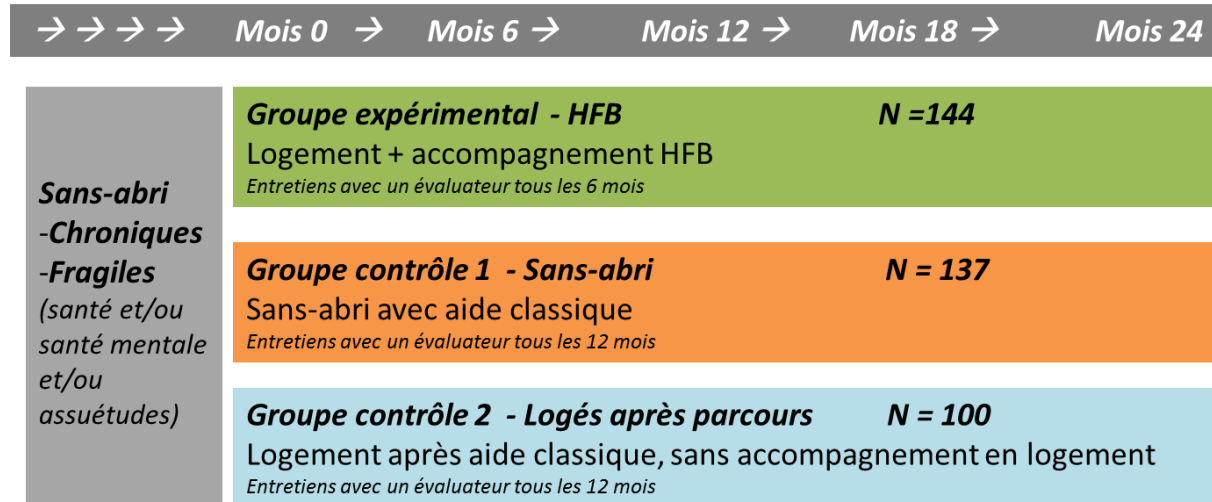 → → → → Mois 0 → Mois 6 → Mois 12 → Mois 18 → Mois 24
Sans-abri
-Chroniques
-Fragiles
(santé et/ou
santé mentale
et/ou
assuétudes)
Groupe expérimental - HFB N =144
Logement + accompagnement HFB
Entretiens avec un évaluateur tous les 6 mois
Groupe contrôle 1 - Sans-abri N = 137
Sans-abri avec aide classique
Entretiens avec un évaluateur tous les 12 mois
Groupe contrôle 2 - Logés après parcours N = 100
Logement après aide classique, sans accompagnement en logement
Entretiens avec un évaluateur tous les 12 mois